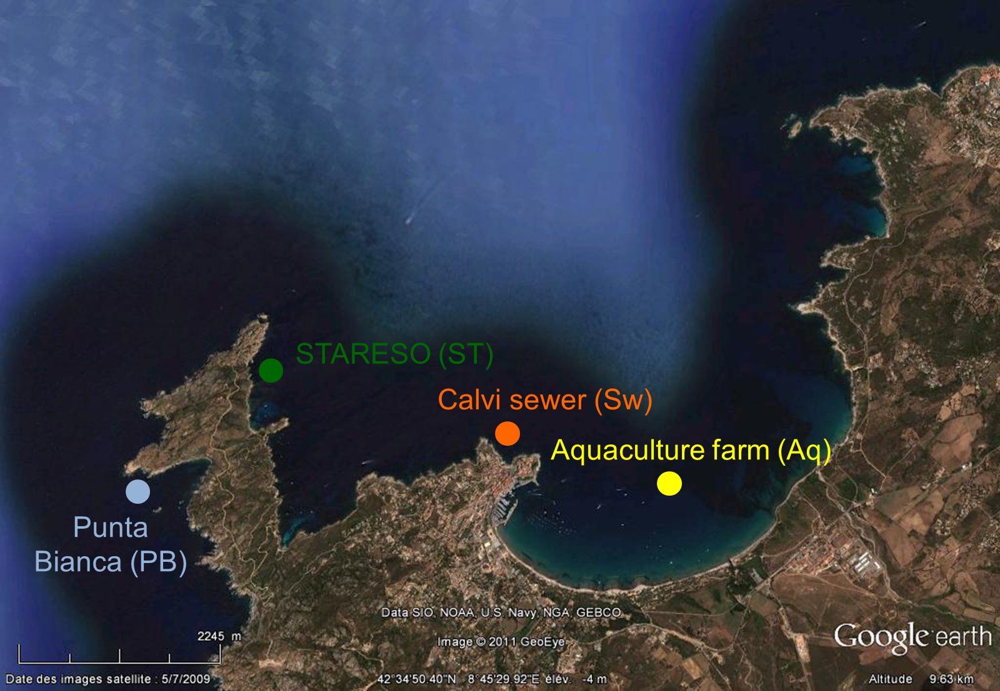 STARESO (ST)
Calvi sewer (Sw)
Aquaculture farm (Aq)
Punta
Bianca (PB)
Data SIO, NOAA, U.S. Navy, NGA, GEBCO
2245 m
Image © 2011 GeoEye
Google earth
Date des images satellite : 5/7/2009
42°34'50.40"N 8°45'29.92"E élév. -4 m
Altitude 9.63 km